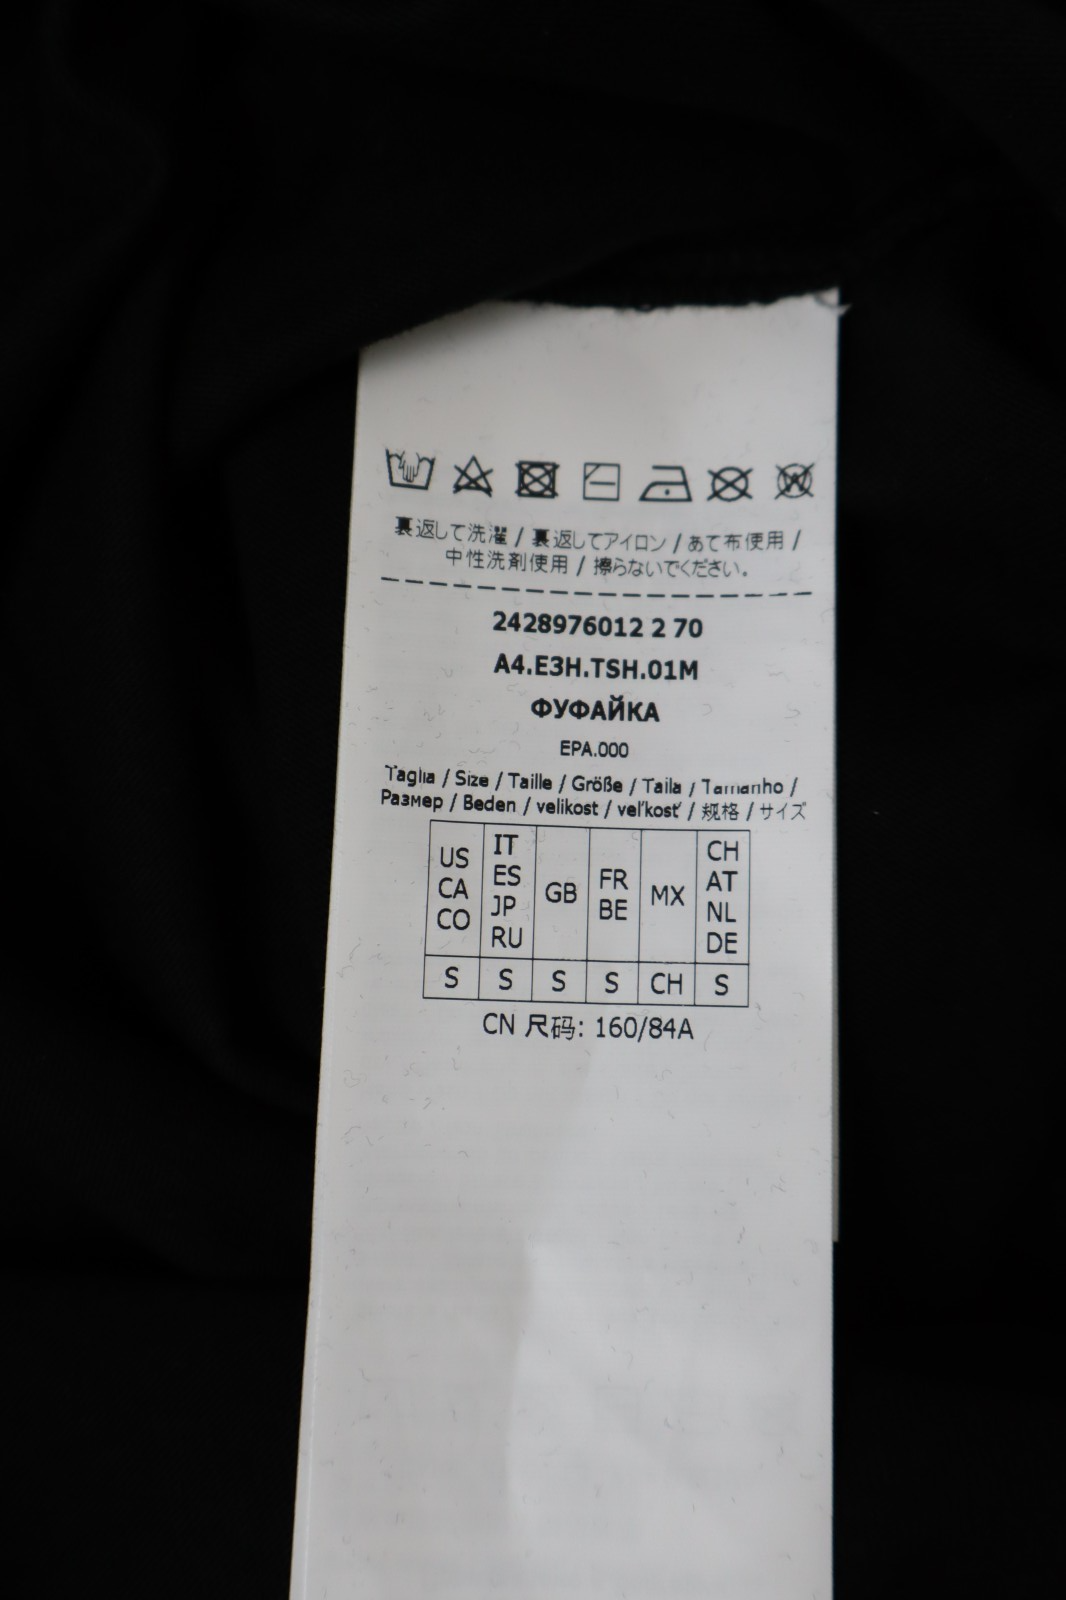 裏返して洗濯 / 裏返してアイロン / あて布使用 /
中性洗剤使用 / 擦らないでください。
2428976012 2 70
A4.E3H.TSH.01M
ФУФАЙКА
EPA.000
Taglia / Size / Taille / Größe / Talla / Tamanho /
Размер / Beden / velikost / veľkosť / 规格 / サイズ
US CA CO | IT ES JP RU | GB | FR BE | MX | CH AT NL DE
S | S | S | S | CH | S
CN 尺码: 160/84A